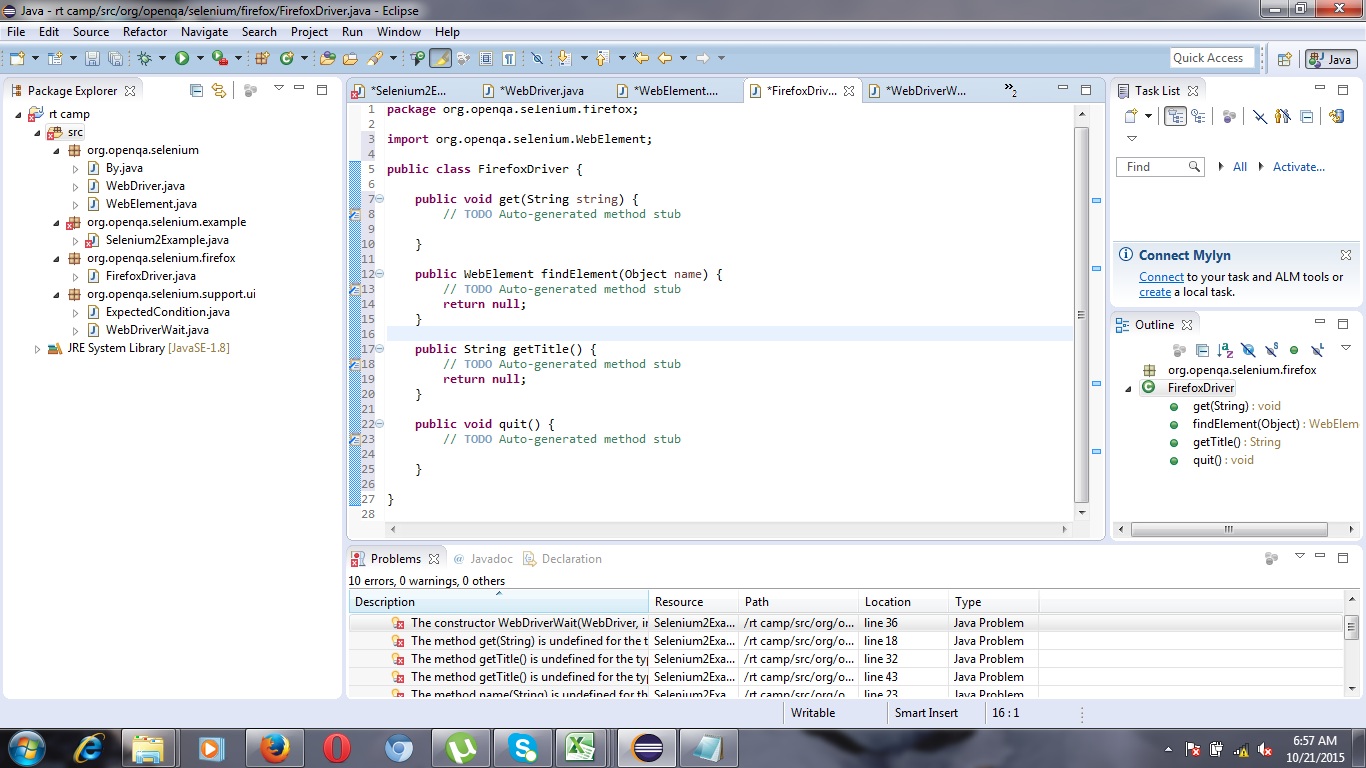 Java - rt camp/src/org/openqa/selenium/firefox/FirefoxDriver.java - Eclipse
File Edit Source Refactor Navigate Search Project Run Window Help
Quick Access
Java
Package Explorer
rt camp
src
org.openqa.selenium
By.java
WebDriver.java
WebElement.java
org.openqa.selenium.example
Selenium2Example.java
org.openqa.selenium.firefox
FirefoxDriver.java
org.openqa.selenium.support.ui
ExpectedCondition.java
WebDriverWait.java
JRE System Library [JavaSE-1.8]
*Selenium2E... *WebDriver.java *WebElement.... *FirefoxDriv... *WebDriverW... »2
1 package org.openqa.selenium.firefox;
2
3 import org.openqa.selenium.WebElement;
4
5 public class FirefoxDriver {
6
7 public void get(String string) {
8 // TODO Auto-generated method stub
9
10 }
11
12 public WebElement findElement(Object name) {
13 // TODO Auto-generated method stub
14 return null;
15 }
16
17 public String getTitle() {
18 // TODO Auto-generated method stub
19 return null;
20 }
21
22 public void quit() {
23 // TODO Auto-generated method stub
24
25 }
26
27 }
28
Task List
Find All Activate...
Connect Mylyn
Connect to your task and ALM tools or
create a local task.
Outline
org.openqa.selenium.firefox
FirefoxDriver
get(String) : void
findElement(Object) : WebElem
getTitle() : String
quit() : void
Problems @ Javadoc Declaration
10 errors, 0 warnings, 0 others
Description Resource Path Location Type
The constructor WebDriverWait(WebDriver, in Selenium2Exa... /rt camp/src/org/o... line 36 Java Problem
The method get(String) is undefined for the t Selenium2Exa... /rt camp/src/org/o... line 18 Java Problem
The method getTitle() is undefined for the typ Selenium2Exa... /rt camp/src/org/o... line 32 Java Problem
The method getTitle() is undefined for the typ Selenium2Exa... /rt camp/src/org/o... line 43 Java Problem
The method name(String) is undefined for th Selenium2Exa... /rt camp/src/org/o... line 23 Java Problem
Writable Smart Insert 16 : 1
6:57 AM
10/21/2015